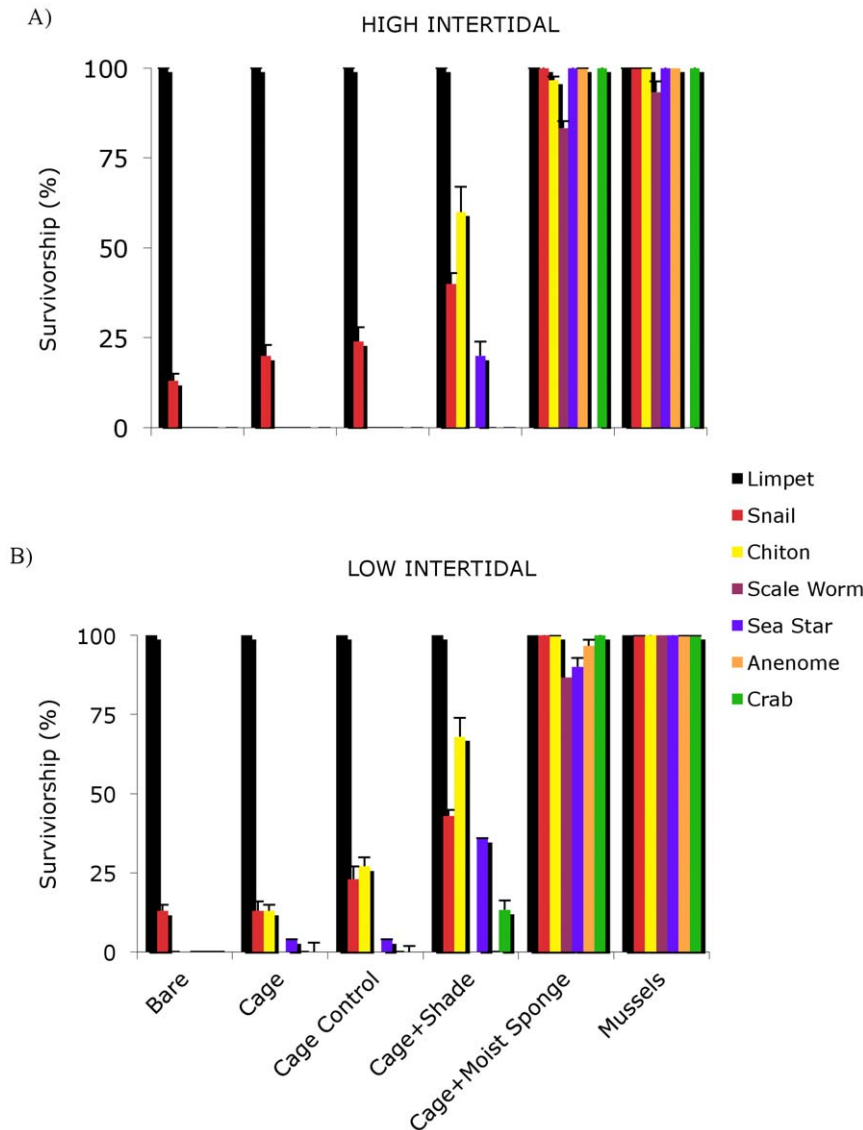 A)
HIGH INTERTIDAL
100
75
50
25
0
Survivorship (%)
Limpet
Snail
Chiton
Scale Worm
Sea Star
Anenome
Crab
B)
LOW INTERTIDAL
100
75
50
25
0
Surviviorship (%)
Bare
Cage
Cage Control
Cage+Shade
Cage+Moist Sponge
Mussels